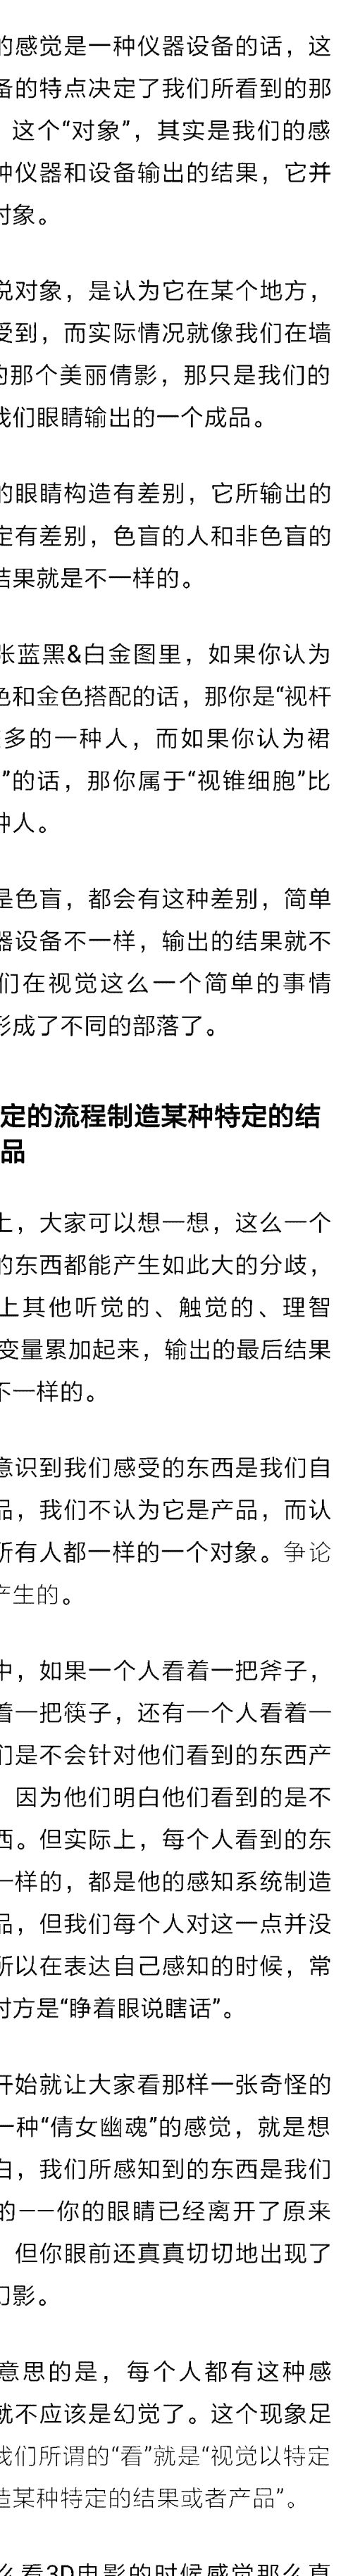 的感觉是一种仪器设备的话，这
备的特点决定了我们所看到的那
，这个“对象”，其实是我们的感
种仪器和设备输出的结果，它并
对象。
说对象，是认为它在某个地方，
受到，而实际情况就像我们在墙
的那个美丽倩影，那只是我们的
我们眼睛输出的一个成品。
的眼睛构造有差别，它所输出的
定有差别，色盲的人和非色盲的
结果就是不一样的。
张蓝黑&白金图里，如果你认为
色和金色搭配的话，那你是“视杆
较多的一种人，而如果你认为裙
”的话，那你属于“视锥细胞”比
种人。
是色盲，都会有这种差别，简单
器设备不一样，输出的结果就不
们在视觉这么一个简单的事情
形成了不同的部落了。
定的流程制造某种特定的结
品
上，大家可以想一想，这么一个
的东西都能产生如此大的分歧，
上其他听觉的、触觉的、理智
变量累加起来，输出的最后结果
不一样的。
意识到我们感受的东西是我们自
品，我们不认为它是产品，而认
所有人都一样的一个对象。争论
产生的。
中，如果一个人看着一把斧子，
着一把筷子，还有一个人看着一
们是不会针对他们看到的东西产
，因为他们明白他们看到的是不
西。但实际上，每个人看到的东
一样的，都是他的感知系统制造
品，但我们每个人对这一点并没
所以在表达自己感知的时候，常
对方是“睁着眼说瞎话”。
开始就让大家看那样一张奇怪的
一种“倩女幽魂”的感觉，就是想
白，我们所感知到的东西是我们
的——你的眼睛已经离开了原来
，但你眼前还真真切切地出现了
幻影。
意思的是，每个人都有这种感
就不应该是幻觉了。这个现象足
我们所谓的“看”就是“视觉以特定
造某种特定的结果或者产品”。
么看3D电影的时候感觉那么真